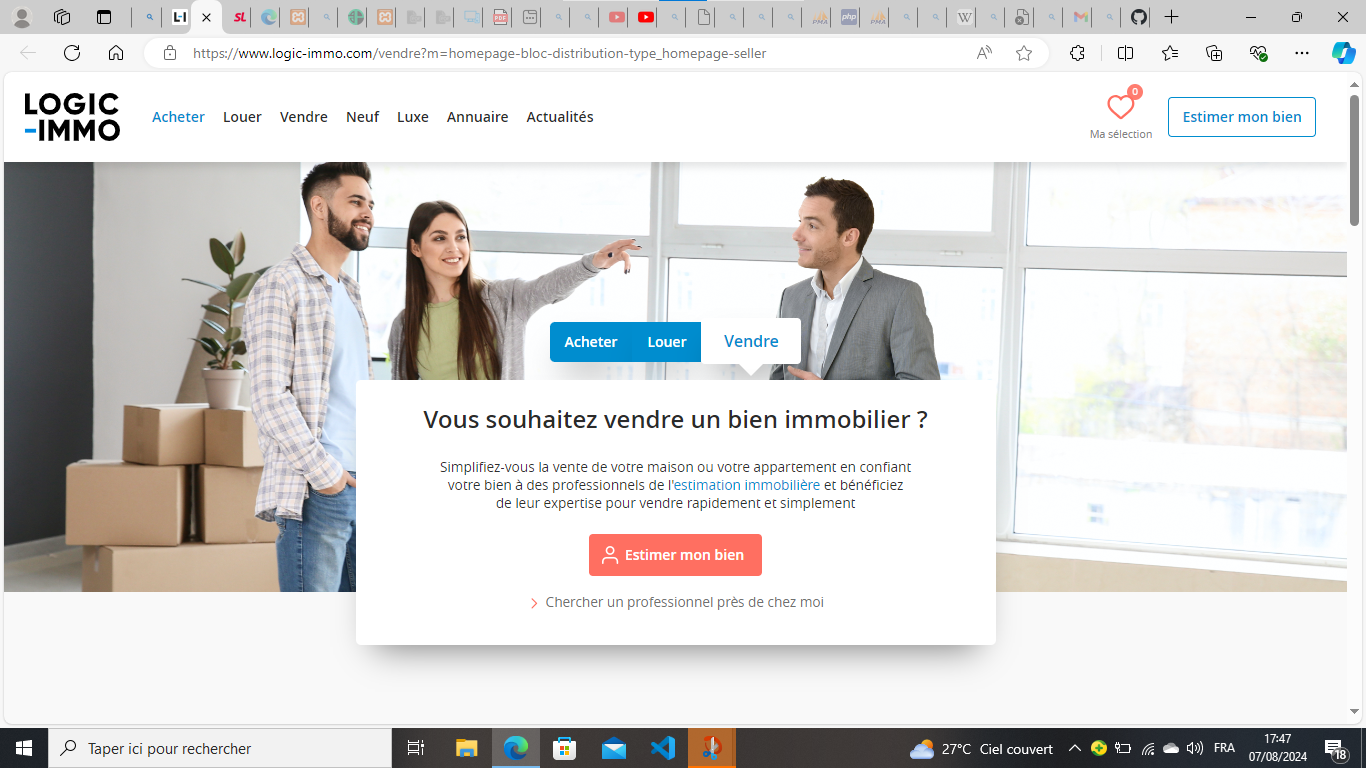 https://www.logic-immo.com/vendre?m=homepage-bloc-distribution-type_homepage-seller
LOGIC
-IMMO
Acheter Louer Vendre Neuf Luxe Annuaire Actualités
0
Ma sélection
Estimer mon bien
Acheter Louer Vendre
Vous souhaitez vendre un bien immobilier ?
Simplifiez-vous la vente de votre maison ou votre appartement en confiant
votre bien à des professionnels de l'estimation immobilière et bénéficiez
de leur expertise pour vendre rapidement et simplement
Estimer mon bien
Chercher un professionnel près de chez moi
Taper ici pour rechercher
27°C Ciel couvert
FRA
17:47
07/08/2024
18